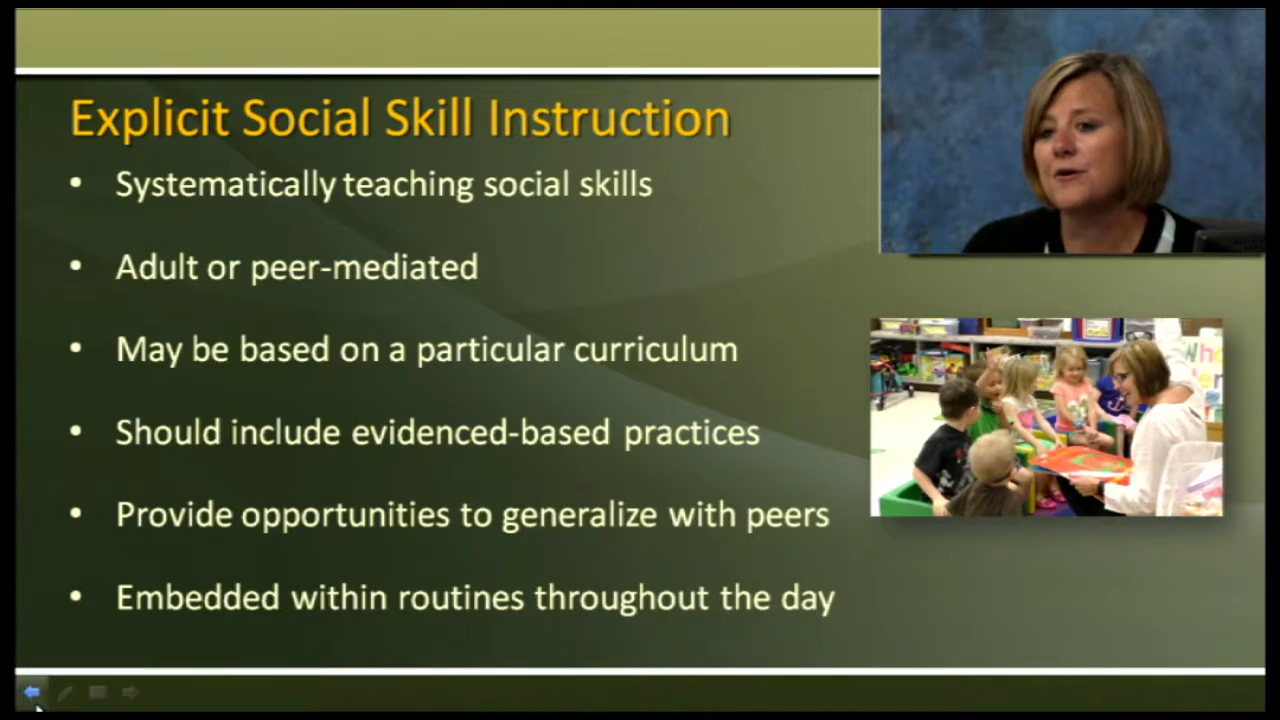 Explicit Social Skill Instruction
• Systematically teaching social skills
• Adult or peer-mediated
• May be based on a particular curriculum
• Should include evidenced-based practices
• Provide opportunities to generalize with peers
• Embedded within routines throughout the day